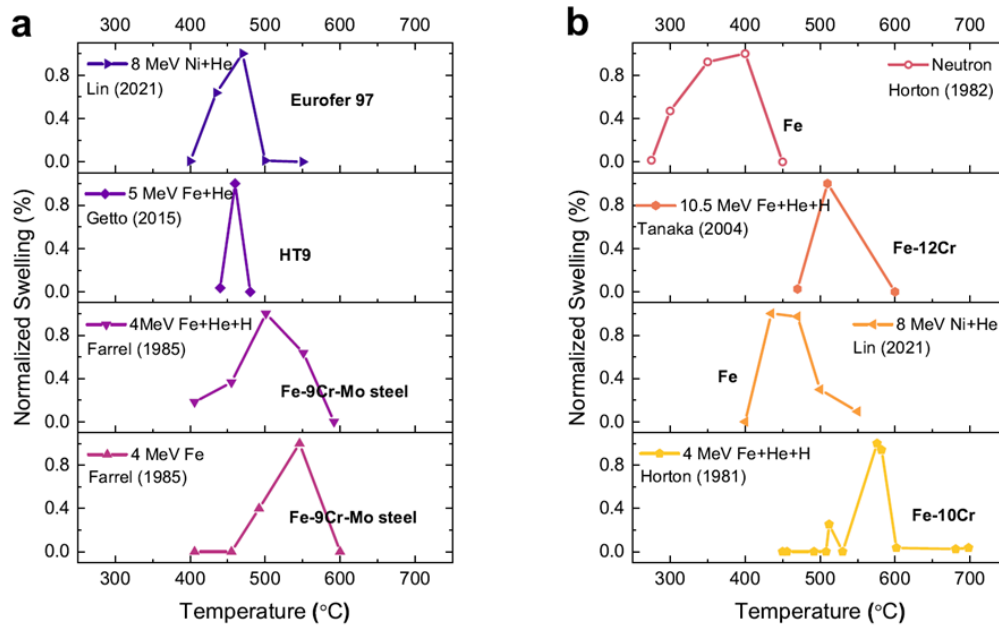 a
300 400 500 600 700
8 MeV Ni+He
Lin (2021)
Eurofer 97
0.8
0.4
0.0
5 MeV Fe+He
Getto (2015)
HT9
0.8
0.4
0.0
4MeV Fe+He+H
Farrel (1985)
Fe-9Cr-Mo steel
0.8
0.4
0.0
4 MeV Fe
Farrel (1985)
Fe-9Cr-Mo steel
0.8
0.4
0.0
300 400 500 600 700
Normalized Swelling (%)
Temperature (°C)
b
300 400 500 600 700
Neutron
Horton (1982)
Fe
0.8
0.4
0.0
10.5 MeV Fe+He+H
Tanaka (2004)
Fe-12Cr
0.8
0.4
0.0
8 MeV Ni+He
Lin (2021)
Fe
0.8
0.4
0.0
4 MeV Fe+He+H
Horton (1981)
Fe-10Cr
0.8
0.4
0.0
300 400 500 600 700
Normalized Swelling (%)
Temperature (°C)